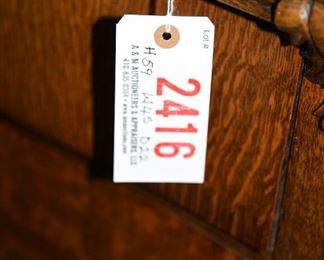 Lot #
2416
H59 W45 D22
A & M AUCTIONEERS & APPRAISERS, LLC